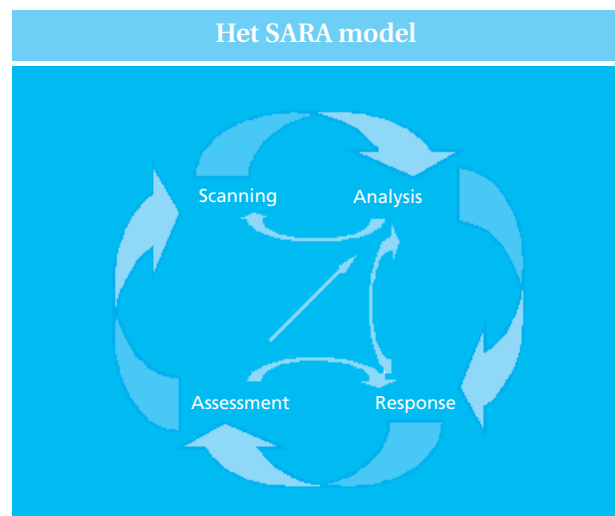 Het SARA model
Scanning Analysis
Assessment Response